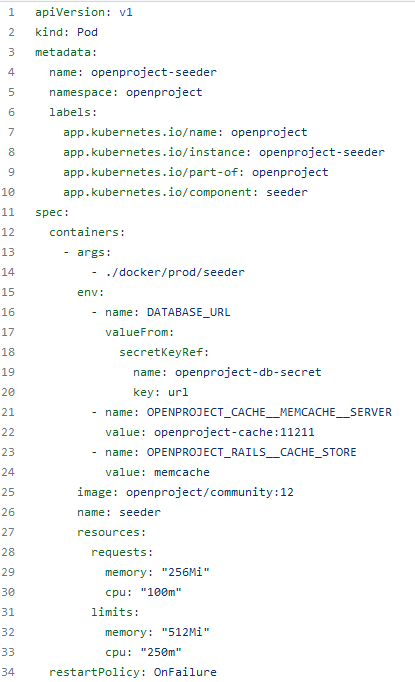 1 apiVersion: v1
2 kind: Pod
3 metadata:
4   name: openproject-seeder
5   namespace: openproject
6   labels:
7     app.kubernetes.io/name: openproject
8     app.kubernetes.io/instance: openproject-seeder
9     app.kubernetes.io/part-of: openproject
10     app.kubernetes.io/component: seeder
11 spec:
12   containers:
13     - args:
14         - ./docker/prod/seeder
15       env:
16         - name: DATABASE_URL
17           valueFrom:
18             secretKeyRef:
19               name: openproject-db-secret
20               key: url
21         - name: OPENPROJECT_CACHE__MEMCACHE__SERVER
22           value: openproject-cache:11211
23         - name: OPENPROJECT_RAILS__CACHE_STORE
24           value: memcache
25       image: openproject/community:12
26       name: seeder
27       resources:
28         requests:
29           memory: "256Mi"
30           cpu: "100m"
31         limits:
32           memory: "512Mi"
33           cpu: "250m"
34   restartPolicy: OnFailure